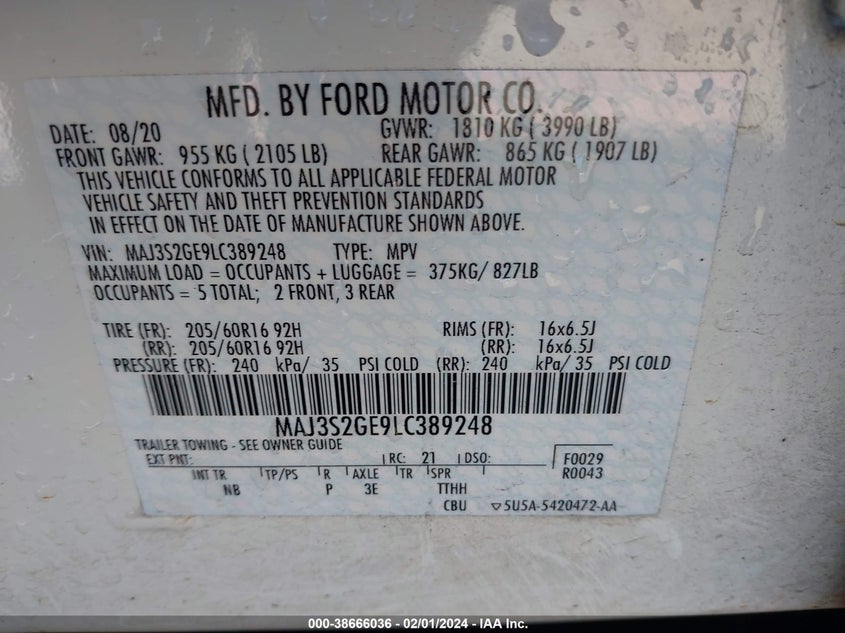 MFD. BY FORD MOTOR CO.
DATE: 08/20 GVWR: 1810 KG ( 3990 LB)
FRONT GAWR: 955 KG ( 2105 LB) REAR GAWR: 865 KG ( 1907 LB)
THIS VEHICLE CONFORMS TO ALL APPLICABLE FEDERAL MOTOR
VEHICLE SAFETY AND THEFT PREVENTION STANDARDS
IN EFFECT ON THE DATE OF MANUFACTURE SHOWN ABOVE.
VIN: MAJ3S2GE9LC389248 TYPE: MPV
MAXIMUM LOAD = OCCUPANTS + LUGGAGE = 375KG/ 827LB
OCCUPANTS = 5 TOTAL; 2 FRONT, 3 REAR
TIRE (FR): 205/60R16 92H RIMS (FR): 16x6.5J
(RR): 205/60R16 92H (RR): 16x6.5J
PRESSURE (FR): 240 kPa/ 35 PSI COLD (RR): 240 kPa/ 35 PSI COLD
MAJ3S2GE9LC389248
TRAILER TOWING - SEE OWNER GUIDE
EXT PNT: RC: 21 DSO: F0029
INT TR TP/PS R AXLE TR SPR R0043
NB P 3E TTHH
CBU ▽5U5A-5420472-AA
000-38666036 - 02/01/2024 - IAA Inc.